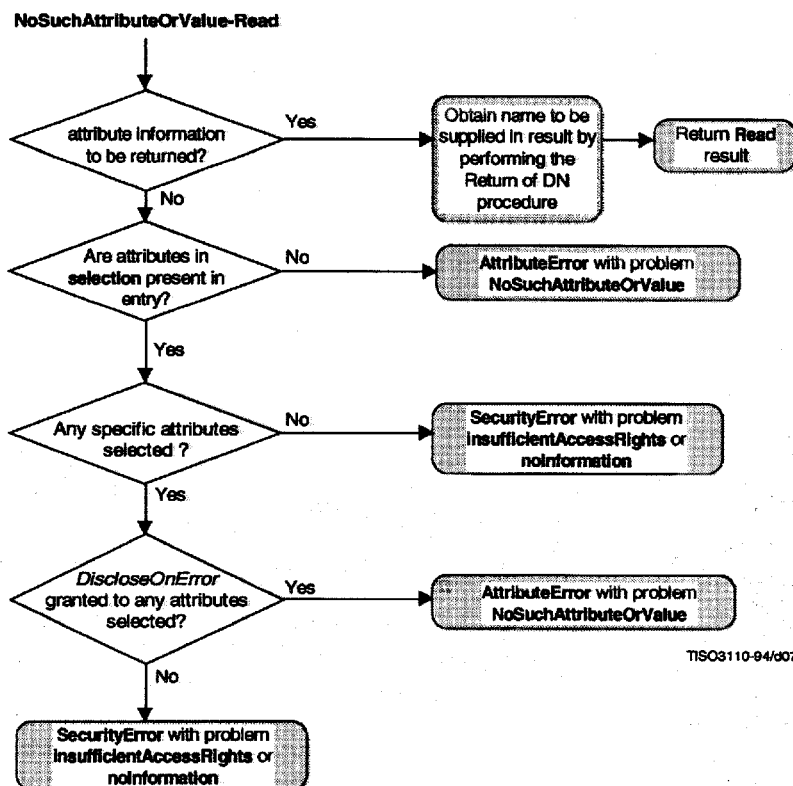 NoSuchAttributeOrValue-Read
attribute information
to be returned?
Yes
Obtain name to be
supplied in result by
performing the
Return of DN
procedure
Return Read
result
No
Are attributes in
selection present in
entry?
No
AttributeError with problem
NoSuchAttributeOrValue
Yes
Any specific attributes
selected ?
No
SecurityError with problem
insufficientAccessRights or
noinformation
Yes
DiscloseOnError
granted to any attributes
selected?
Yes
AttributeError with problem
NoSuchAttributeOrValue
TISO3110-94/d07
No
SecurityError with problem
insufficientAccessRights or
noinformation